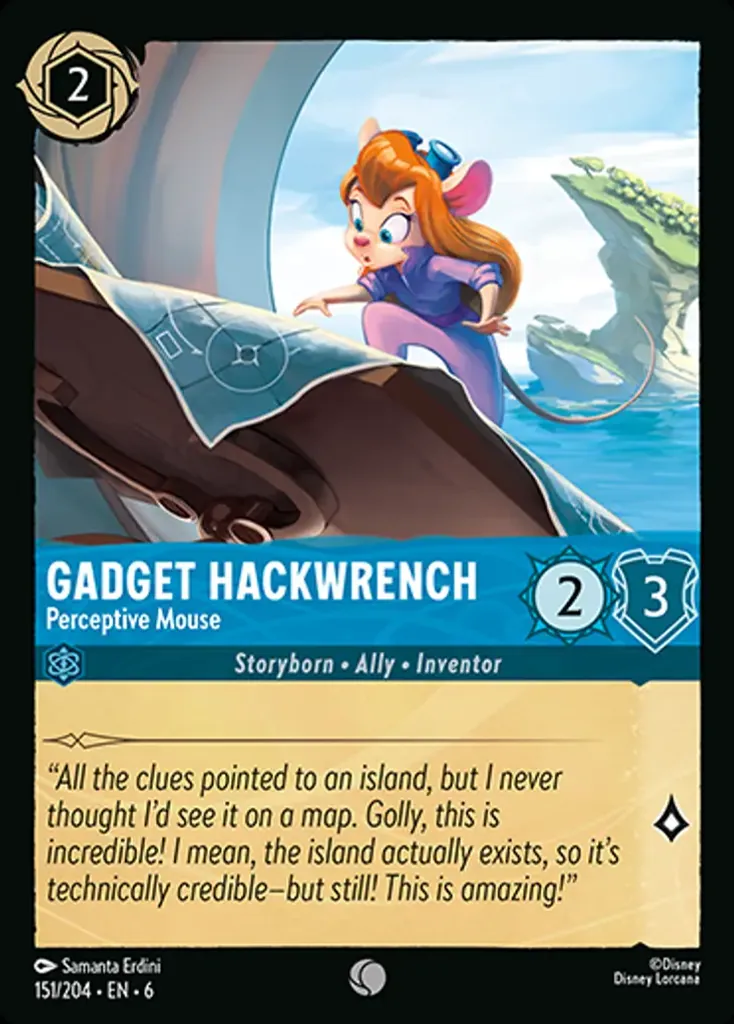 2
GADGET HACKWRENCH
Perceptive Mouse
2
3
Storyborn • Ally • Inventor
“All the clues pointed to an island, but I never
thought I’d see it on a map. Golly, this is
incredible! I mean, the island actually exists, so it’s
technically credible–but still! This is amazing!”
Samanta Erdini
151/204 • EN • 6
©Disney
Disney Lorcana